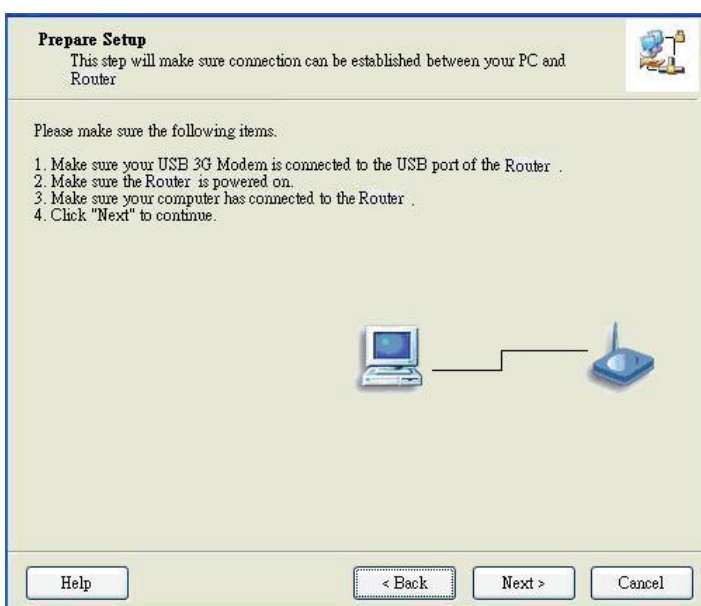 Prepare Setup
This step will make sure connection can be established between your PC and
Router
Please make sure the following items.
1. Make sure your USB 3G Modem is connected to the USB port of the Router .
2. Make sure the Router is powered on.
3. Make sure your computer has connected to the Router .
4. Click "Next" to continue.
Help
< Back
Next >
Cancel